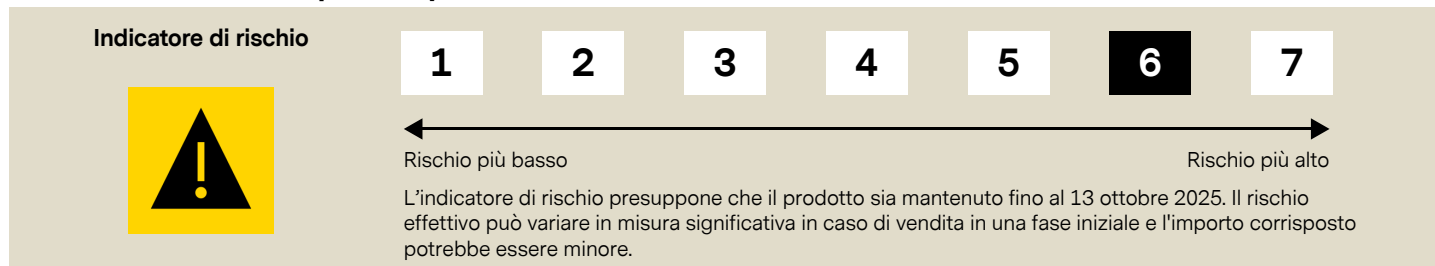 Indicatore di rischio
1 2 3 4 5 6 7
Rischio più basso Rischio più alto
L'indicatore di rischio presuppone che il prodotto sia mantenuto fino al 13 ottobre 2025. Il rischio
effettivo può variare in misura significativa in caso di vendita in una fase iniziale e l'importo corrisposto
potrebbe essere minore.